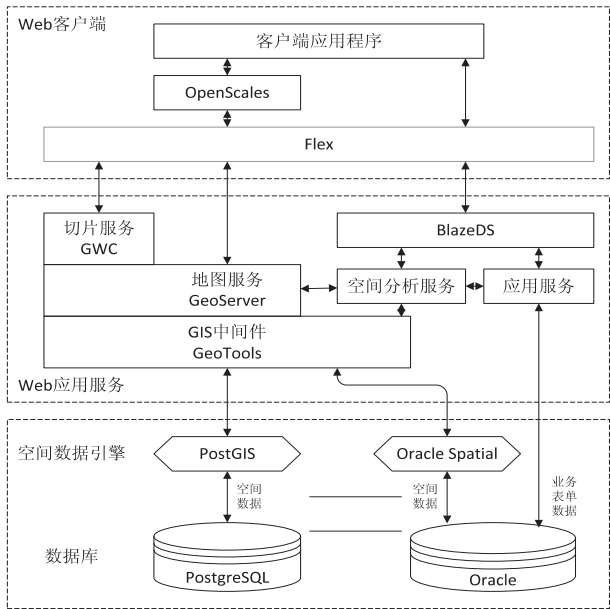 Web客户端
客户端应用程序
OpenScales
Flex
切片服务
GWC
BlazeDS
地图服务
GeoServer
空间分析服务
应用服务
GIS中间件
GeoTools
Web应用服务
空间数据引擎
PostGIS
Oracle Spatial
空间
数据
空间
数据
业务
表单
数据
数据库
PostgreSQL
Oracle